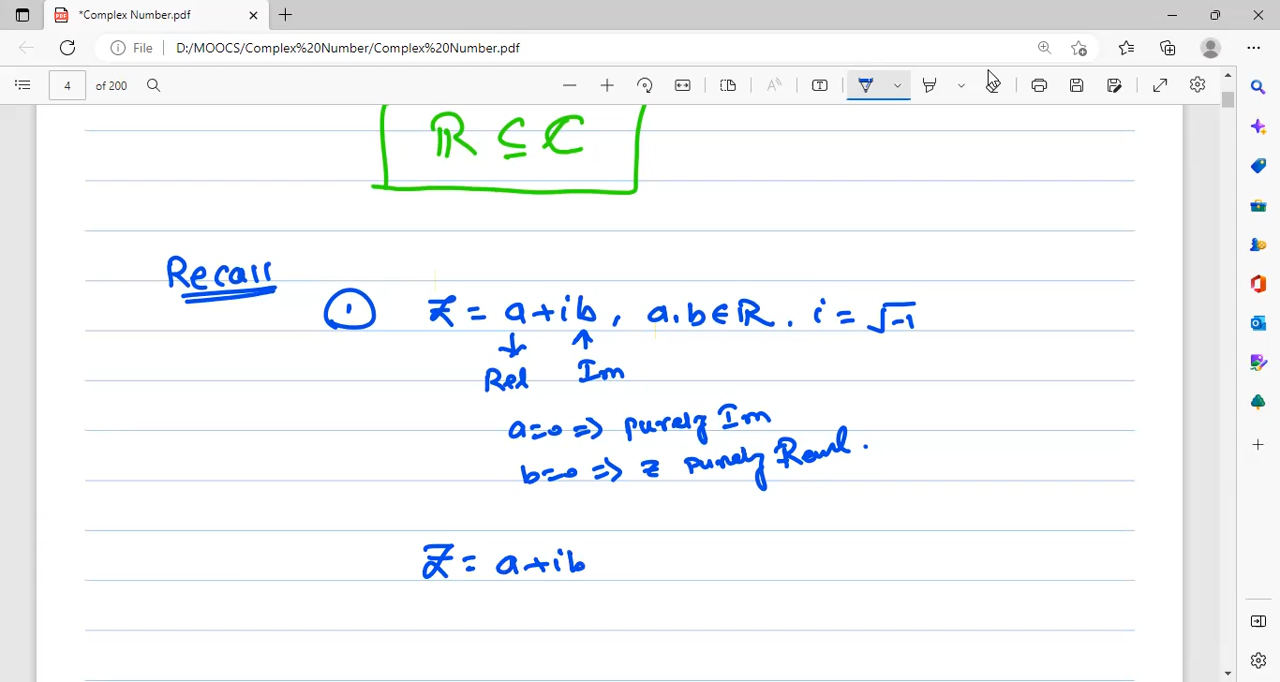 *Complex Number.pdf
File D:/MOOCS/Complex%20Number/Complex%20Number.pdf
4 of 200
ℝ ⊆ ℂ
Recall
① Z = a+ib, a,b ∈ ℝ. i = √-1
Rel Im
a=0 => purely Im
b=0 => z purely Real.
Z = a+ib